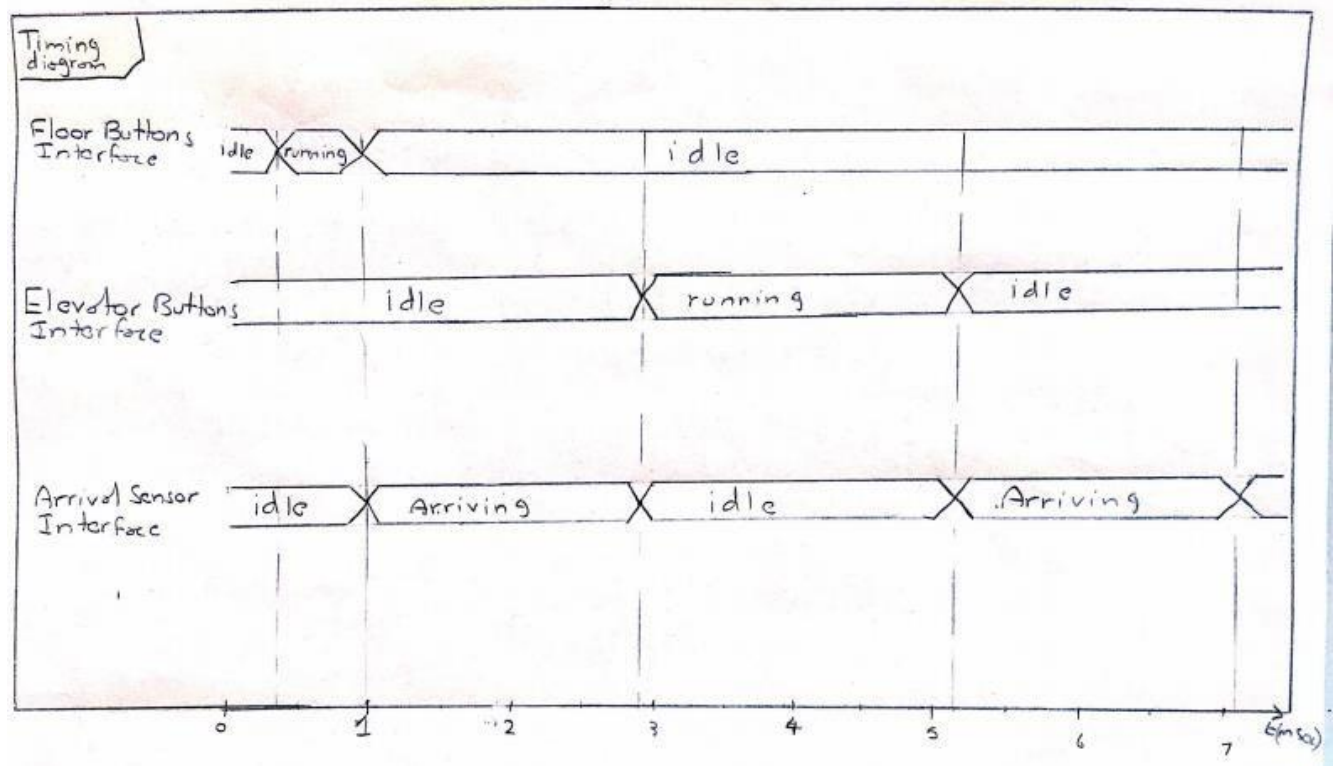 Timing
diagram
Floor Buttons
Interface
idle running idle
Elevator Buttons
Interface
idle running idle
Arrival Sensor
Interface
idle Arriving idle Arriving
0 1 2 3 4 5 6 7